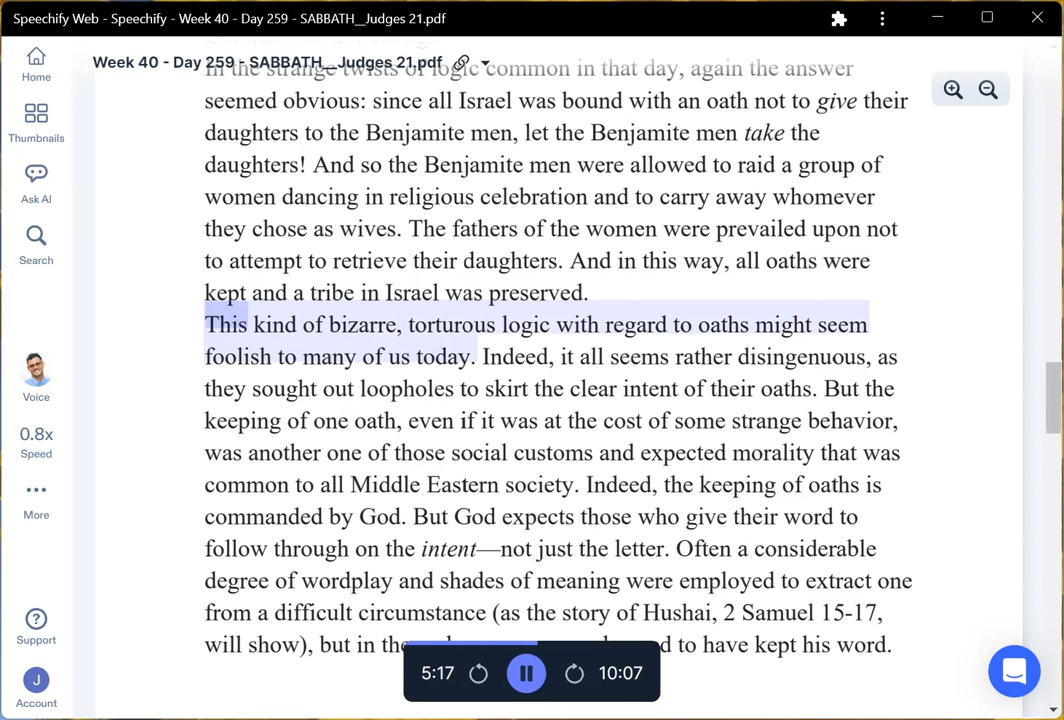 Speechify Web - Speechify - Week 40 - Day 259 - SABBATH__Judges 21.pdf
Week 40 - Day 259 - SABBATH__Judges 21.pdf
Home
Thumbnails
Ask AI
Search
Voice
0.8x
Speed
More
Support
J
Account
In the strange twists of logic common in that day, again the answer
seemed obvious: since all Israel was bound with an oath not to give their
daughters to the Benjamite men, let the Benjamite men take the
daughters! And so the Benjamite men were allowed to raid a group of
women dancing in religious celebration and to carry away whomever
they chose as wives. The fathers of the women were prevailed upon not
to attempt to retrieve their daughters. And in this way, all oaths were
kept and a tribe in Israel was preserved.
This kind of bizarre, torturous logic with regard to oaths might seem
foolish to many of us today. Indeed, it all seems rather disingenuous, as
they sought out loopholes to skirt the clear intent of their oaths. But the
keeping of one oath, even if it was at the cost of some strange behavior,
was another one of those social customs and expected morality that was
common to all Middle Eastern society. Indeed, the keeping of oaths is
commanded by God. But God expects those who give their word to
follow through on the intent—not just the letter. Often a considerable
degree of wordplay and shades of meaning were employed to extract one
from a difficult circumstance (as the story of Hushai, 2 Samuel 15-17,
will show), but in the to have kept his word.
5:17
10:07